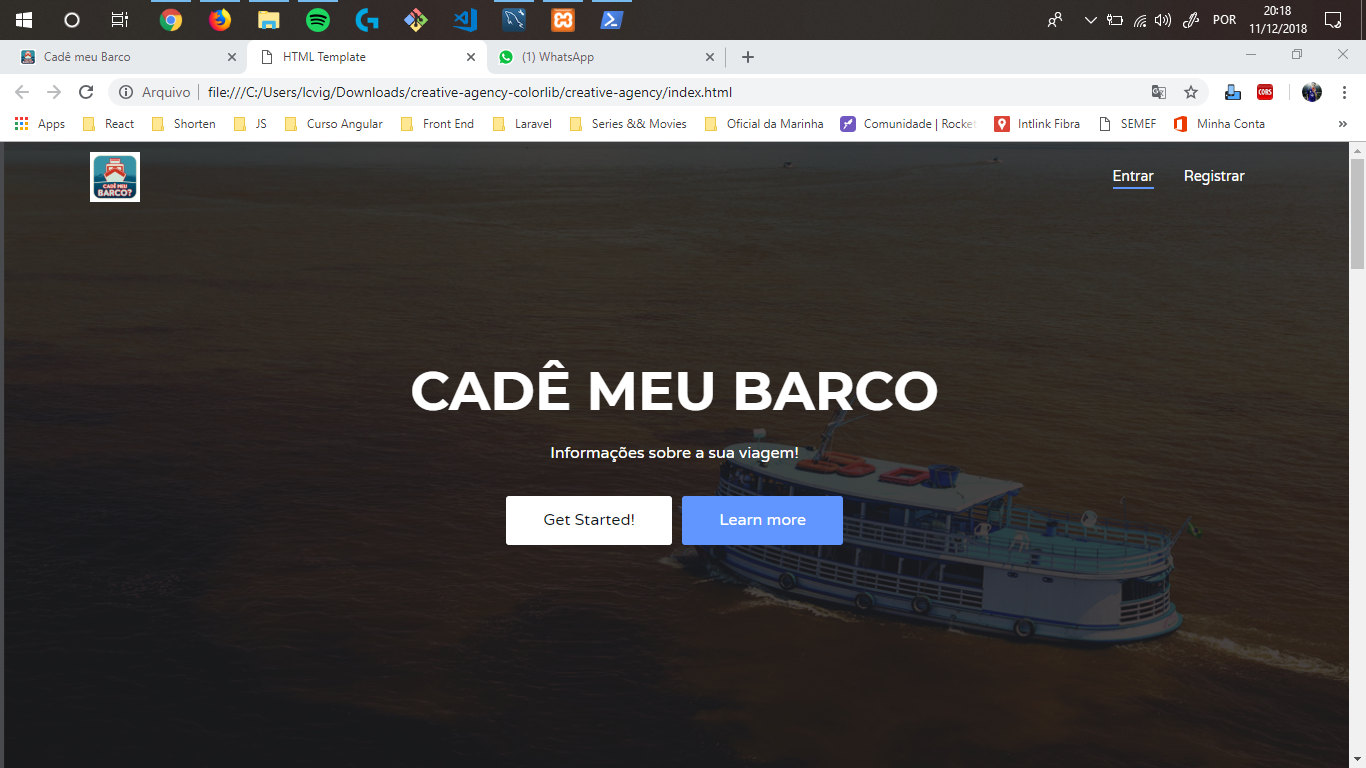 POR
20:18
11/12/2018
Cadê meu Barco
HTML Template
(1) WhatsApp
Arquivo
file:///C:/Users/lcvig/Downloads/creative-agency-colorlib/creative-agency/index.html
CORS
Apps
React
Shorten
JS
Curso Angular
Front End
Laravel
Series && Movies
Oficial da Marinha
Comunidade | Rocket
Intlink Fibra
SEMEF
Minha Conta
»
CADÊ MEU
BARCO?
Entrar
Registrar
CADÊ MEU BARCO
Informações sobre a sua viagem!
Get Started!
Learn more